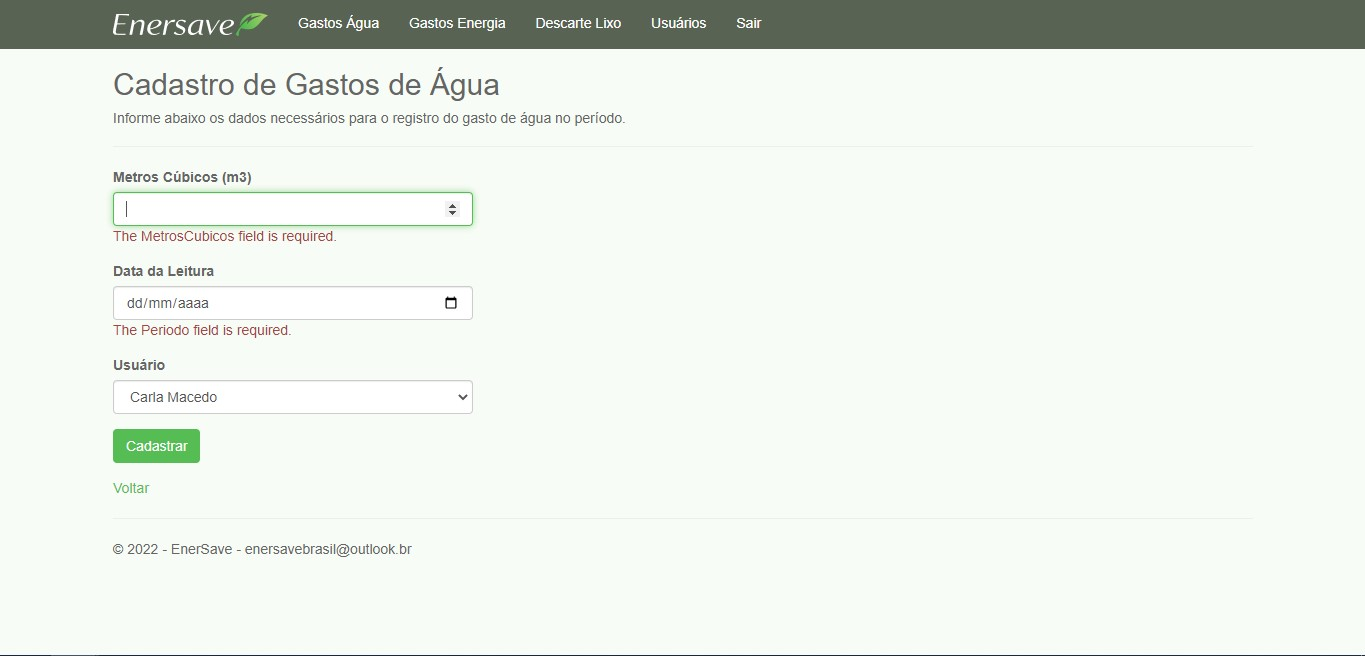 Enersave
Gastos Água Gastos Energia Descarte Lixo Usuários Sair
Cadastro de Gastos de Água
Informe abaixo os dados necessários para o registro do gasto de água no período.
Metros Cúbicos (m3)
The MetrosCubicos field is required.
Data da Leitura
dd/mm/aaaa
The Periodo field is required.
Usuário
Carla Macedo
Cadastrar
Voltar
© 2022 - EnerSave - enersavebrasil@outlook.br